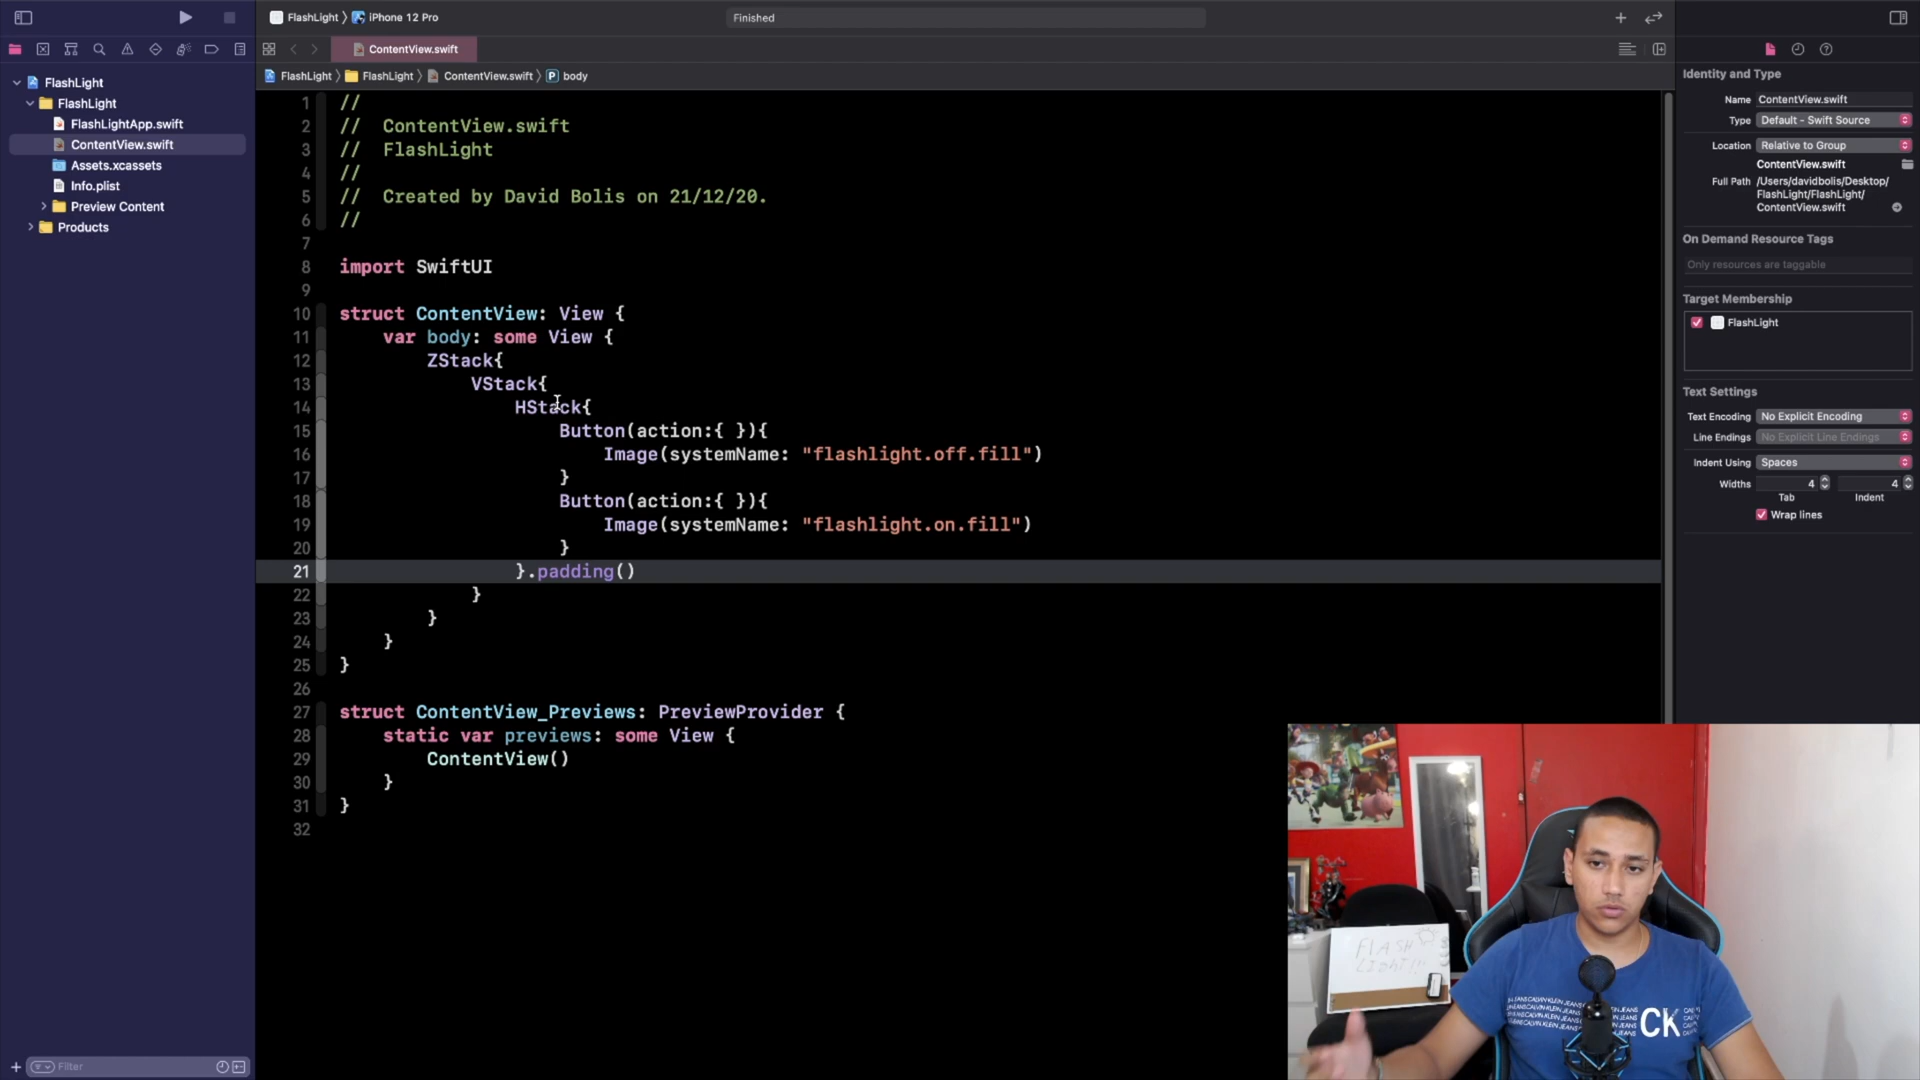 FlashLight > iPhone 12 Pro
Finished
ContentView.swift
FlashLight > FlashLight > ContentView.swift > P body
FlashLight
FlashLight
FlashLightApp.swift
ContentView.swift
Assets.xcassets
Info.plist
Preview Content
Products
Filter
1 //
2 //  ContentView.swift
3 //  FlashLight
4 //
5 //  Created by David Bolis on 21/12/20.
6 //
7
8 import SwiftUI
9
10 struct ContentView: View {
11     var body: some View {
12         ZStack{
13             VStack{
14                 HStack{
15                     Button(action:{ }){
16                         Image(systemName: "flashlight.off.fill")
17                     }
18                     Button(action:{ }){
19                         Image(systemName: "flashlight.on.fill")
20                     }
21                 }.padding()
22             }
23         }
24     }
25 }
26
27 struct ContentView_Previews: PreviewProvider {
28     static var previews: some View {
29         ContentView()
30     }
31 }
32
Identity and Type
Name ContentView.swift
Type Default - Swift Source
Location Relative to Group
ContentView.swift
Full Path /Users/davidbolis/Desktop/
FlashLight/FlashLight/
ContentView.swift
On Demand Resource Tags
Only resources are taggable
Target Membership
FlashLight
Text Settings
Text Encoding No Explicit Encoding
Line Endings No Explicit Line Endings
Indent Using Spaces
Widths 4 4
Tab Indent
Wrap lines
FLASH
LIGHT!!!
CK